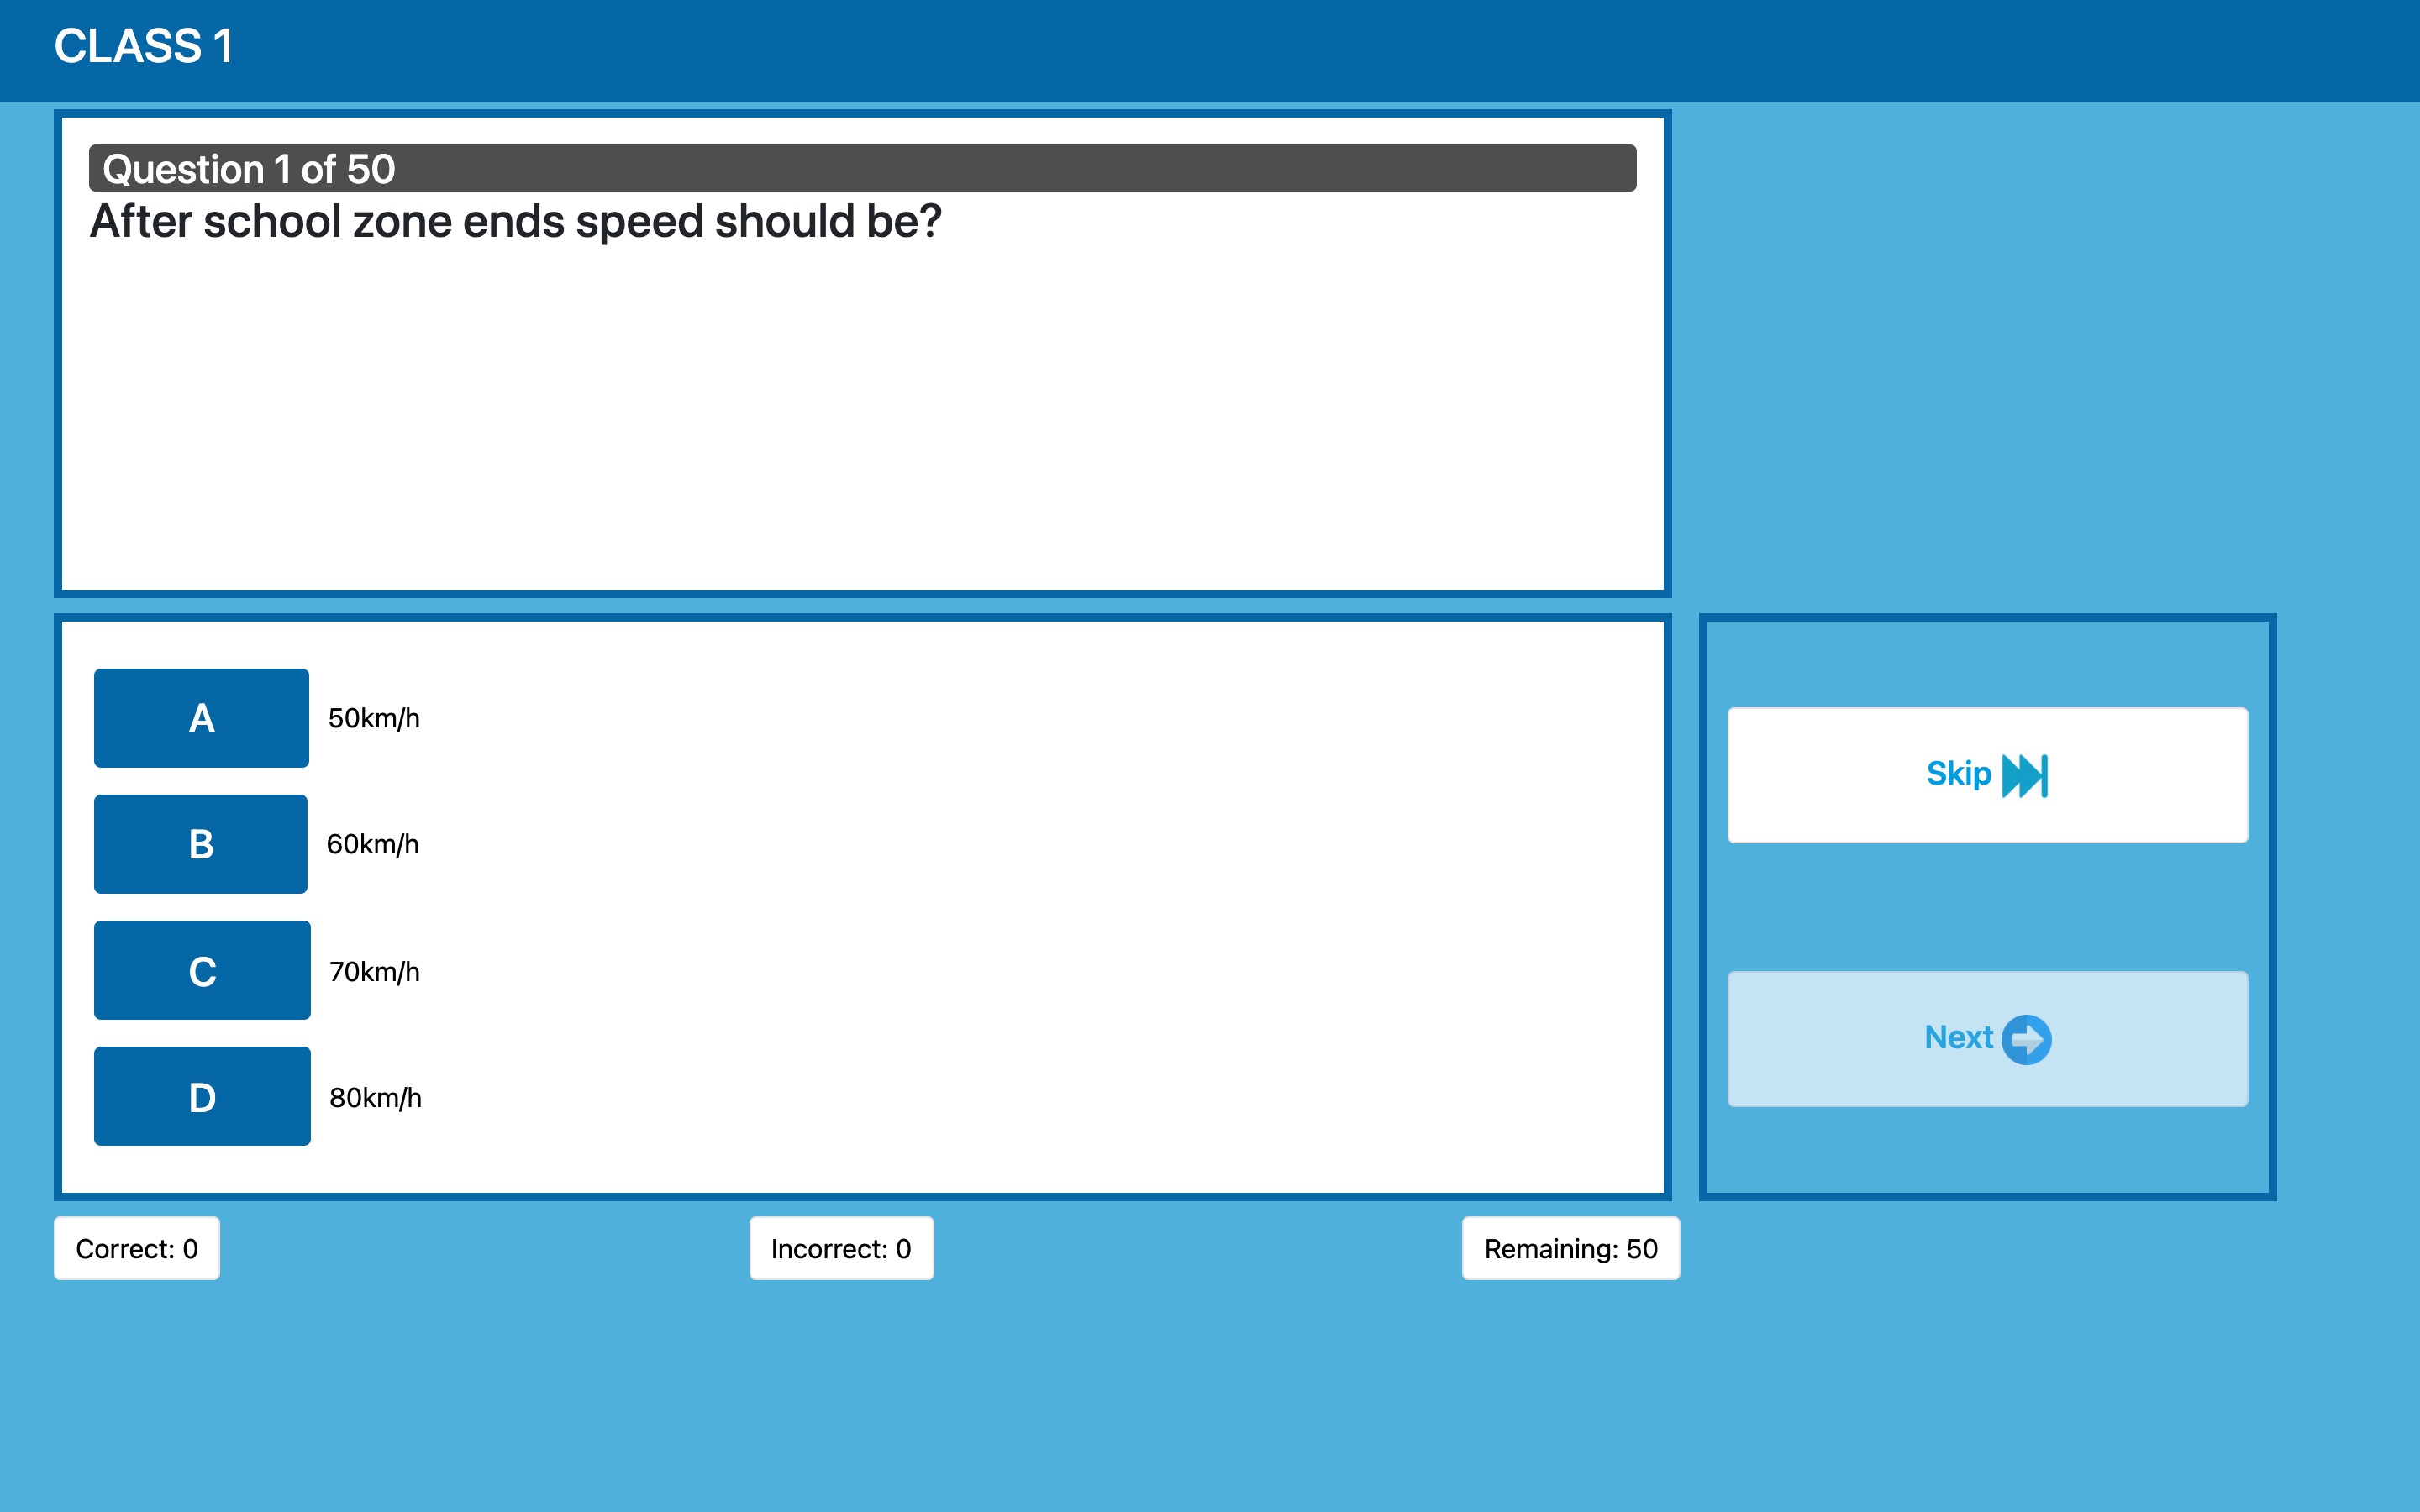 CLASS 1
Question 1 of 50
After school zone ends speed should be?
A 50km/h
B 60km/h
C 70km/h
D 80km/h
Skip
Next
Correct: 0
Incorrect: 0
Remaining: 50